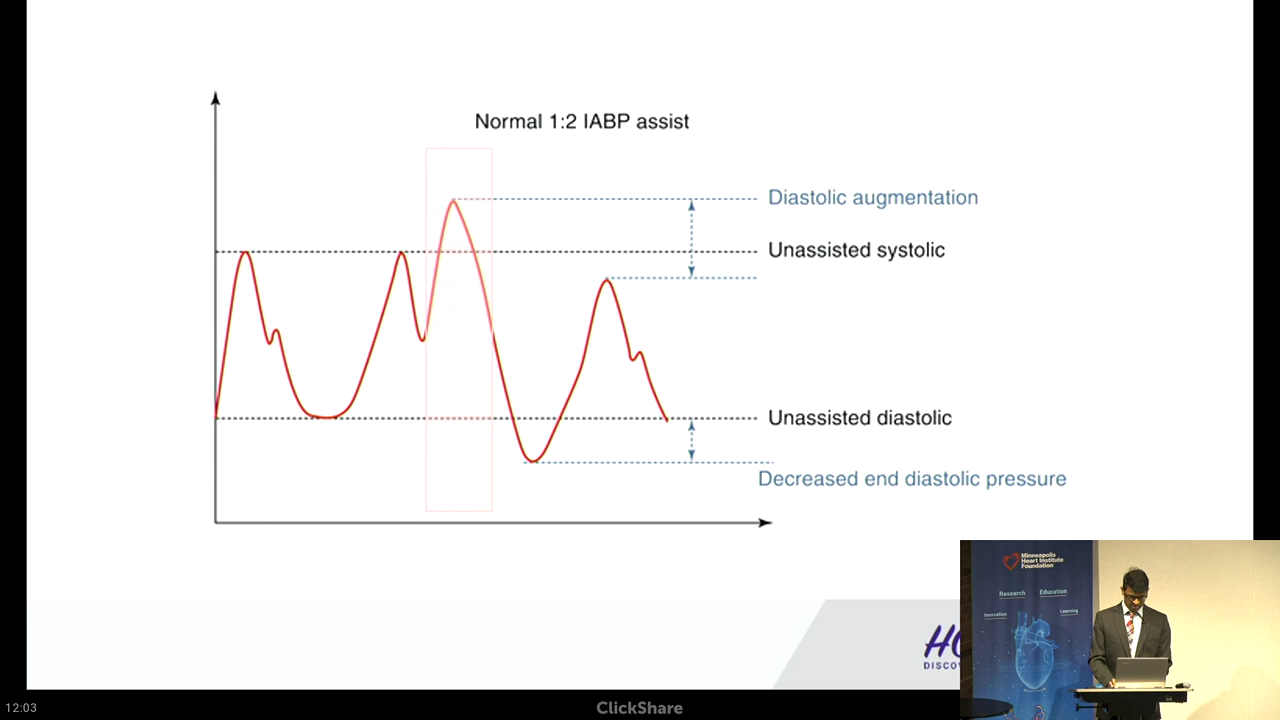 Normal 1:2 IABP assist
Diastolic augmentation
Unassisted systolic
Unassisted diastolic
Decreased end diastolic pressure
Minneapolis
Heart Institute
Foundation
Research
Education
Innovation
Learning
12:03
ClickShare